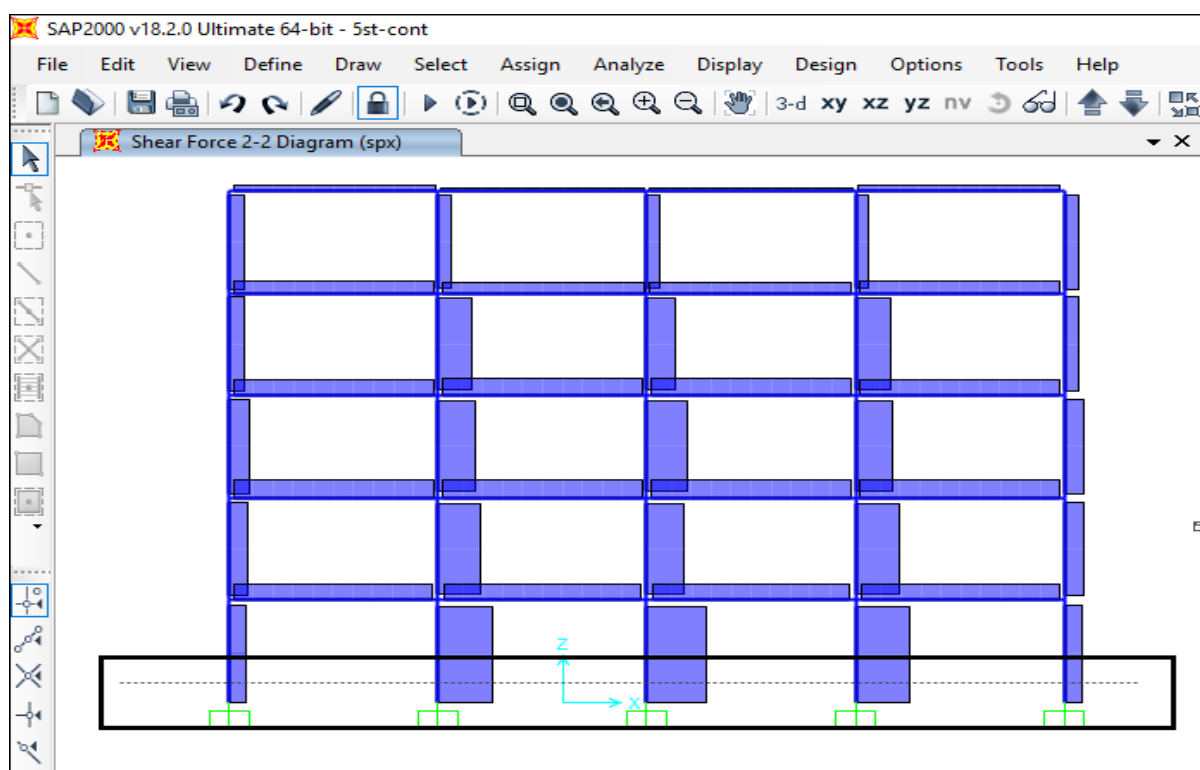 SAP2000 v18.2.0 Ultimate 64-bit - 5st-cont
File Edit View Define Draw Select Assign Analyze Display Design Options Tools Help
3-d xy xz yz nv
Shear Force 2-2 Diagram (spx)
Z
X